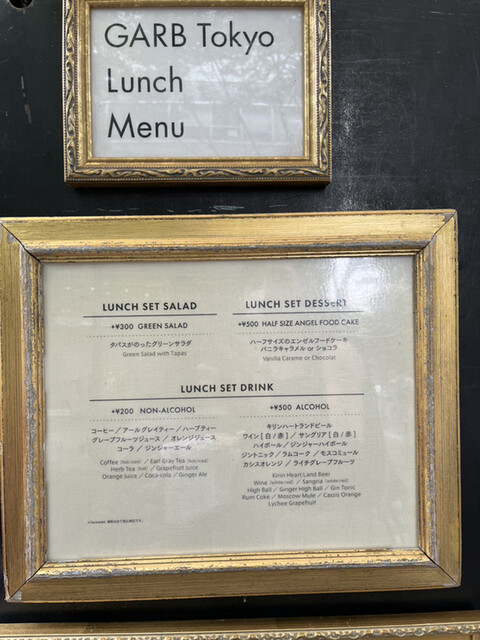 GARB Tokyo
Lunch
Menu
LUNCH SET SALAD
+¥300 GREEN SALAD
タパスがのったグリーンサラダ
Green Salad with Tapas
LUNCH SET DESSERT
+¥500 HALF SIZE ANGEL FOOD CAKE
ハーフサイズのエンゼルフードケーキ
バニラキャラメル or ショコラ
Vanilla Carame or Chocolat
LUNCH SET DRINK
+¥200 NON-ALCOHOL
コーヒー／アールグレイティー／ハーブティー
グレープフルーツジュース／オレンジジュース
コーラ／ジンジャーエール
Coffee (hot/iced)／Earl Gray Tea (hot/iced)
Herb Tea (hot)／Grapefruit Juice
Orange Juice／Coca-cola／Ginger Ale
+¥500 ALCOHOL
キリンハートランドビール
ワイン [ 白 / 赤 ]／サングリア [ 白 / 赤 ]
ハイボール／ジンジャーハイボール
ジントニック／ラムコーク／モスコミュール
カシスオレンジ／ライチグレープフルーツ
Kirin Heart Land Beer
Wine (white/red)／Sangria (white/red)
High Ball／Ginger High Ball／Gin Tonic
Rum Coke／Moscow Mule／Cassis Orange
Lychee Grapefruit